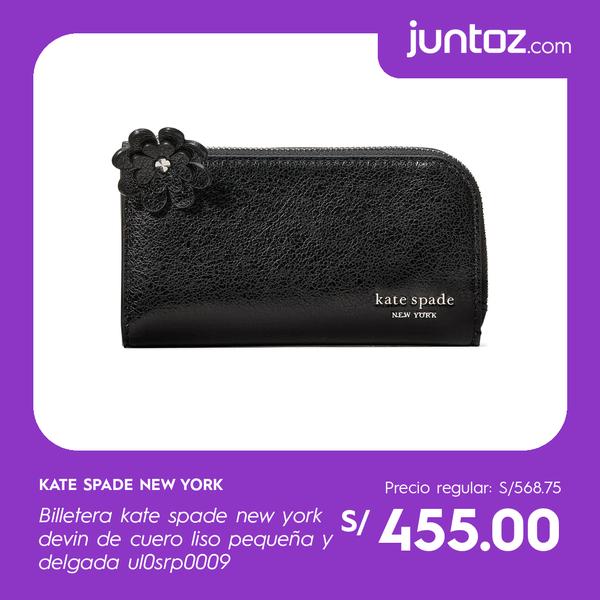 juntoz.com
kate spade
NEW YORK
KATE SPADE NEW YORK
Precio regular: S/568.75
Billetera kate spade new york
devin de cuero liso pequeña y
delgada ul0srp0009
S/ 455.00